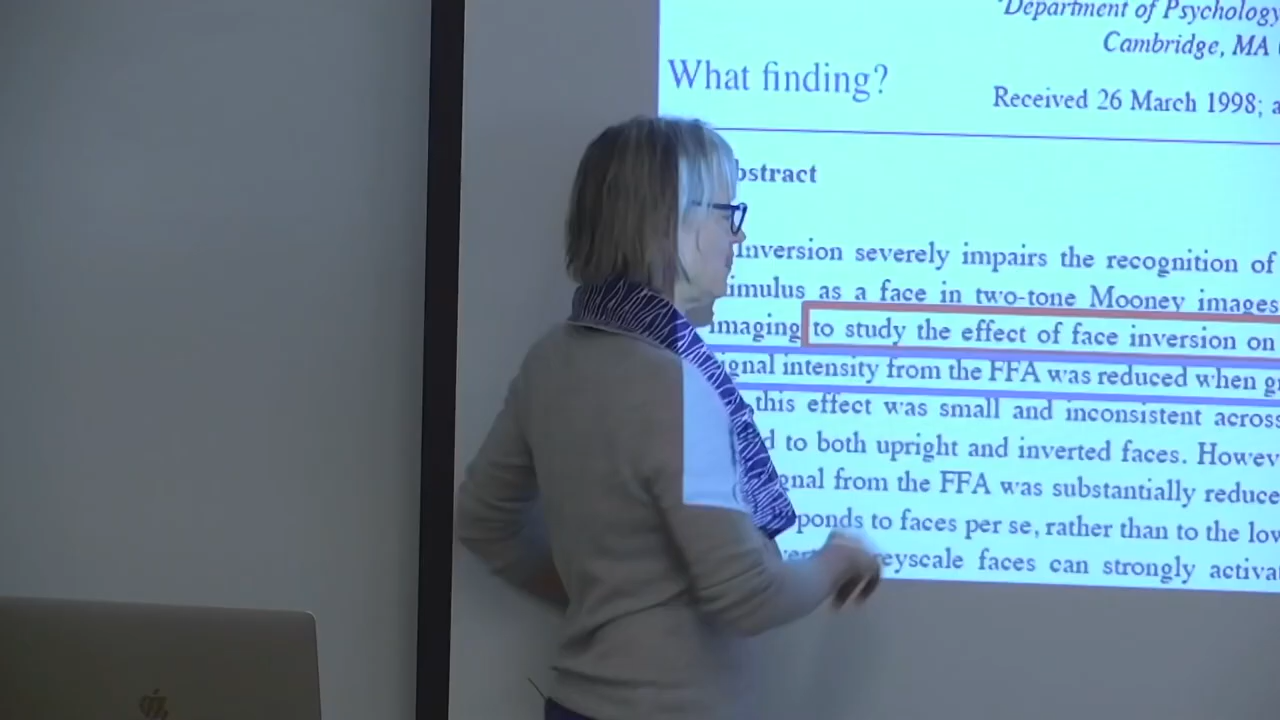 Department of Psychology
Cambridge, MA
What finding?
Received 26 March 1998;
bstract
Inversion severely impairs the recognition of
imulus as a face in two-tone Mooney images
imaging to study the effect of face inversion on
ignal intensity from the FFA was reduced when
this effect was small and inconsistent across
d to both upright and inverted faces. Howev
gnal from the FFA was substantially reduce
ponds to faces per se, rather than to the low
reyscale faces can strongly activa